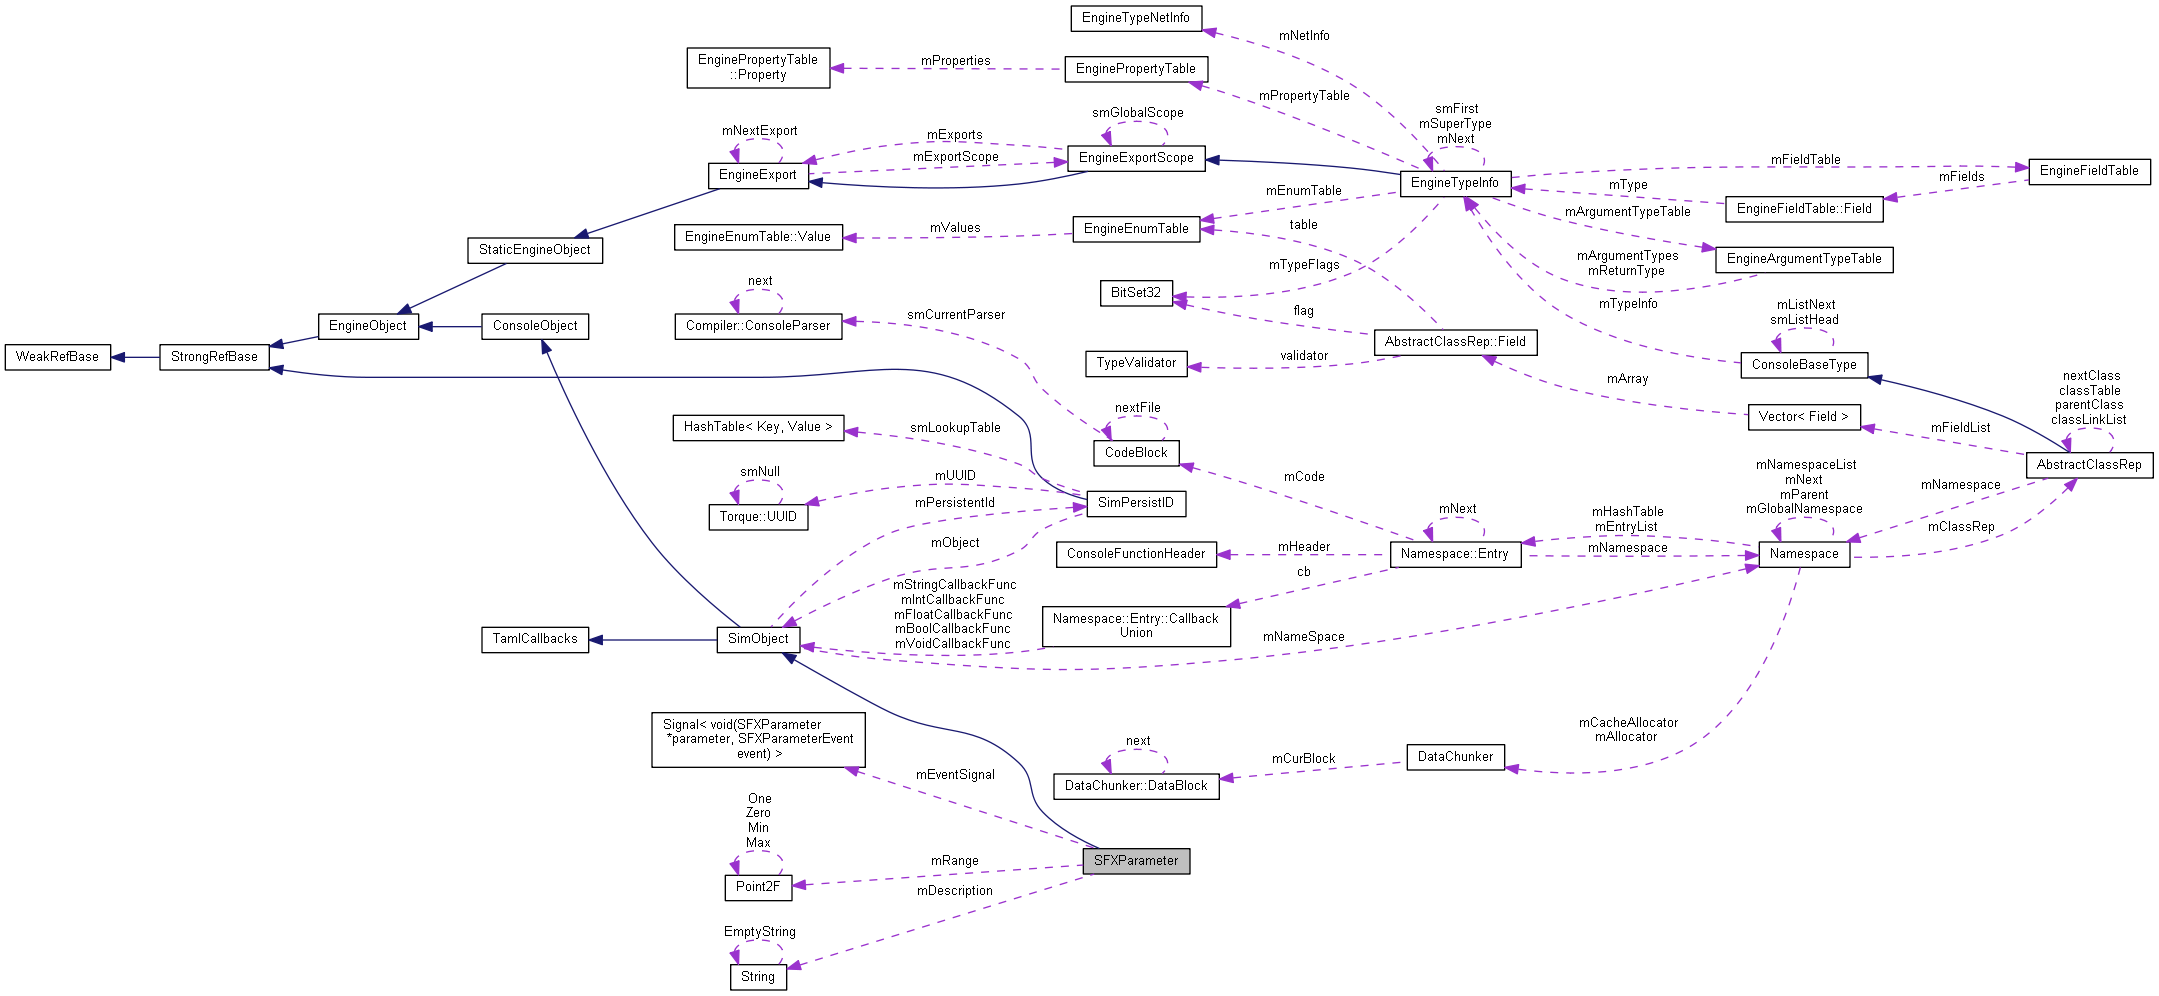 EngineTypeNetInfo
mNetInfo
EnginePropertyTable
::Property
mProperties
EnginePropertyTable
mPropertyTable
smFirst
mSuperType
mNext
smGlobalScope
mNextExport
mExports
mExportScope
EngineExport
EngineExportScope
EngineTypeInfo
mFieldTable
EngineFieldTable
mFields
mType
EngineFieldTable::Field
mEnumTable
mArgumentTypeTable
table
EngineEnumTable::Value
mValues
EngineEnumTable
StaticEngineObject
mArgumentTypes
mReturnType
EngineArgumentTypeTable
mTypeFlags
next
BitSet32
mTypeInfo
mListNext
smListHead
flag
smCurrentParser
EngineObject
ConsoleObject
Compiler::ConsoleParser
AbstractClassRep::Field
WeakRefBase
StrongRefBase
validator
TypeValidator
ConsoleBaseType
mArray
nextClass
classTable
parentClass
classLinkList
nextFile
Vector< Field >
mFieldList
HashTable< Key, Value >
smLookupTable
CodeBlock
AbstractClassRep
smNull
mUUID
mCode
mNamespaceList
mNext
mParent
mGlobalNamespace
mNamespace
mPersistentId
SimPersistID
Torque::UUID
mNext
mHashTable
mEntryList
mClassRep
mObject
ConsoleFunctionHeader
mHeader
Namespace::Entry
mNamespace
Namespace
cb
mStringCallbackFunc
mIntCallbackFunc
mFloatCallbackFunc
mBoolCallbackFunc
mVoidCallbackFunc
Namespace::Entry::Callback
Union
TamlCallbacks
SimObject
mNameSpace
Signal< void(SFXParameter
*parameter, SFXParameterEvent
event) >
mCacheAllocator
mAllocator
next
mCurBlock
DataChunker
mEventSignal
DataChunker::DataBlock
One
Zero
Min
Max
mRange
SFXParameter
Point2F
mDescription
EmptyString
String